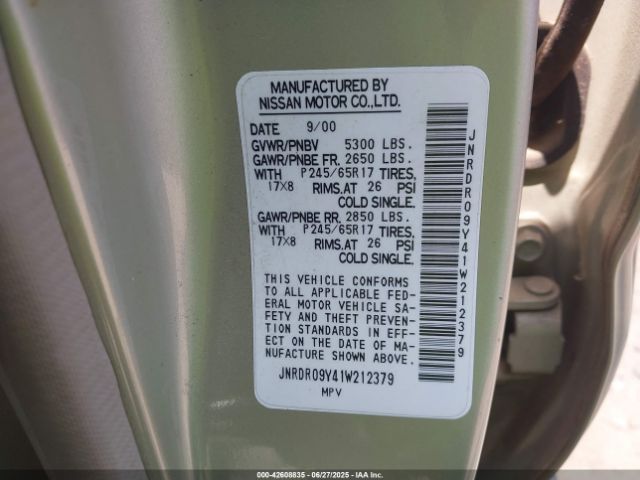 MANUFACTURED BY
NISSAN MOTOR CO.,LTD.
DATE 9/00
GVWR/PNBV 5300 LBS.
GAWR/PNBE FR. 2650 LBS.
WITH P245/65R17 TIRES,
17X8 RIMS,AT 26 PSI
COLD SINGLE.
GAWR/PNBE RR. 2850 LBS.
WITH P245/65R17 TIRES,
17X8 RIMS,AT 26 PSI
COLD SINGLE.
THIS VEHICLE CONFORMS
TO ALL APPLICABLE FED-
ERAL MOTOR VEHICLE SA-
FETY AND THEFT PREVEN-
TION STANDARDS IN EFF-
ECT ON THE DATE OF MA-
NUFACTURE SHOWN ABOVE.
JNRDR09Y41W212379
MPV
JNRDR09Y41W212379
000-42608835 - 06/27/2025 - IAAI.COM